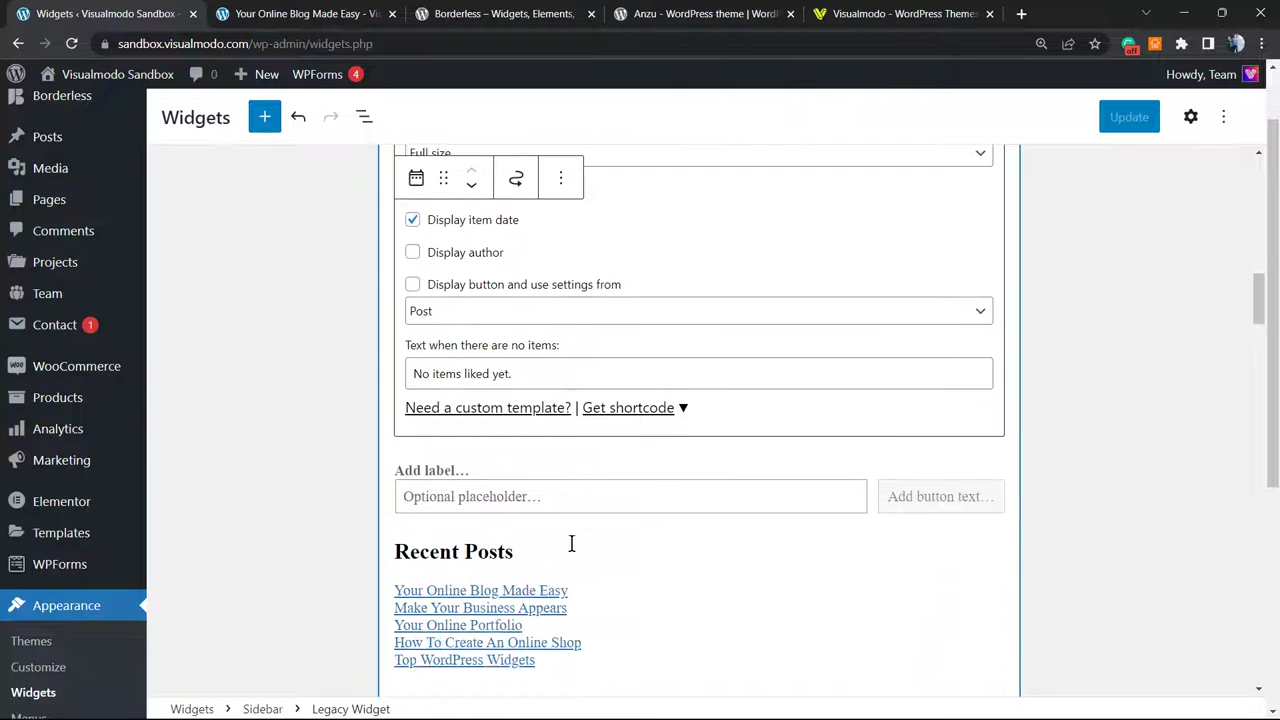 Widgets ‹ Visualmodo Sandbox
Your Online Blog Made Easy - Vi
Borderless – Widgets, Elements,
Anzu - WordPress theme | Word
Visualmodo - WordPress Themes
sandbox.visualmodo.com/wp-admin/widgets.php
off
Visualmodo Sandbox
0
New
WPForms 4
Howdy, Team
Borderless
Posts
Media
Pages
Comments
Projects
Team
Contact 1
WooCommerce
Products
Analytics
Marketing
Elementor
Templates
WPForms
Appearance
Themes
Customize
Widgets
Menus
Widgets
Update
Full size
Display item date
Display author
Display button and use settings from
Post
Text when there are no items:
No items liked yet.
Need a custom template? | Get shortcode ▼
Add label…
Optional placeholder…
Add button text…
Recent Posts
Your Online Blog Made Easy
Make Your Business Appears
Your Online Portfolio
How To Create An Online Shop
Top WordPress Widgets
Widgets › Sidebar › Legacy Widget